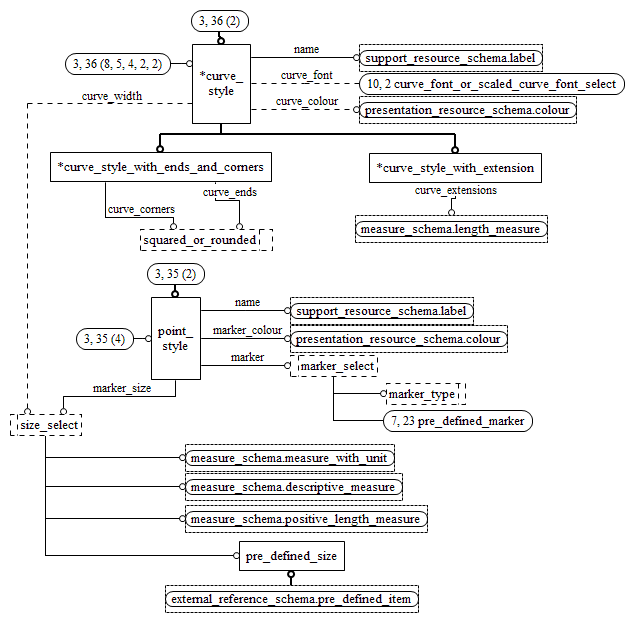 3, 36 (2)
name
support_resource_schema.label
3, 36 (8, 5, 4, 2, 2)
*curve_
style
curve_font
10, 2 curve_font_or_scaled_curve_font_select
curve_width
curve_colour
presentation_resource_schema.colour
*curve_style_with_ends_and_corners
*curve_style_with_extension
curve_ends
curve_extensions
curve_corners
squared_or_rounded
measure_schema.length_measure
3, 35 (2)
name
support_resource_schema.label
3, 35 (4)
point_
style
marker_colour
presentation_resource_schema.colour
marker
marker_select
marker_size
marker_type
7, 23 pre_defined_marker
size_select
measure_schema.measure_with_unit
measure_schema.descriptive_measure
measure_schema.positive_length_measure
pre_defined_size
external_reference_schema.pre_defined_item